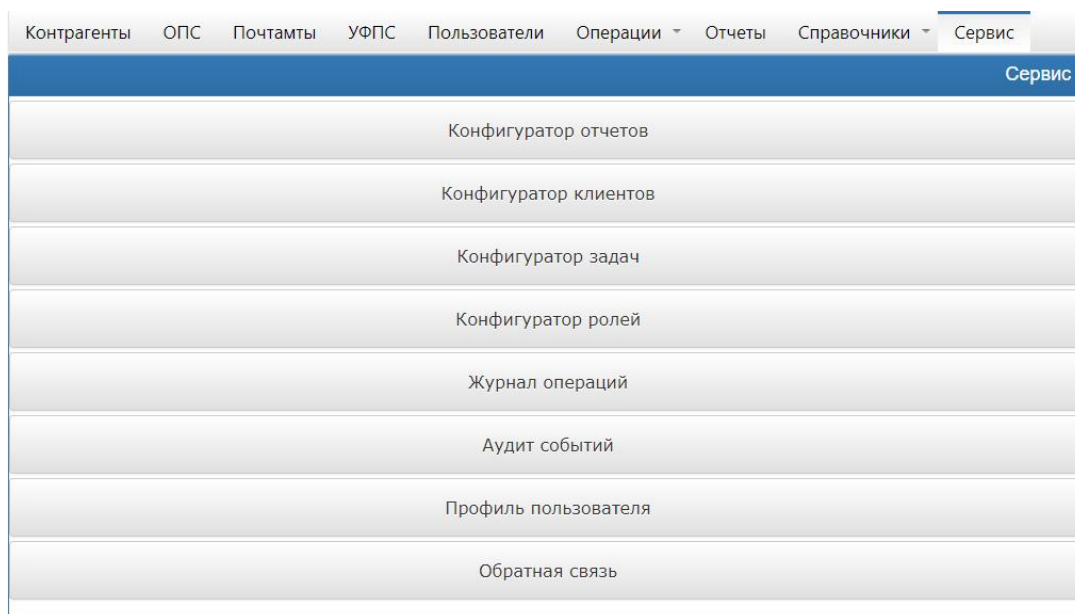 Контрагенты ОПС Почтамты УФПС Пользователи Операции Отчеты Справочники Сервис
Сервис
Конфигуратор отчетов
Конфигуратор клиентов
Конфигуратор задач
Конфигуратор ролей
Журнал операций
Аудит событий
Профиль пользователя
Обратная связь